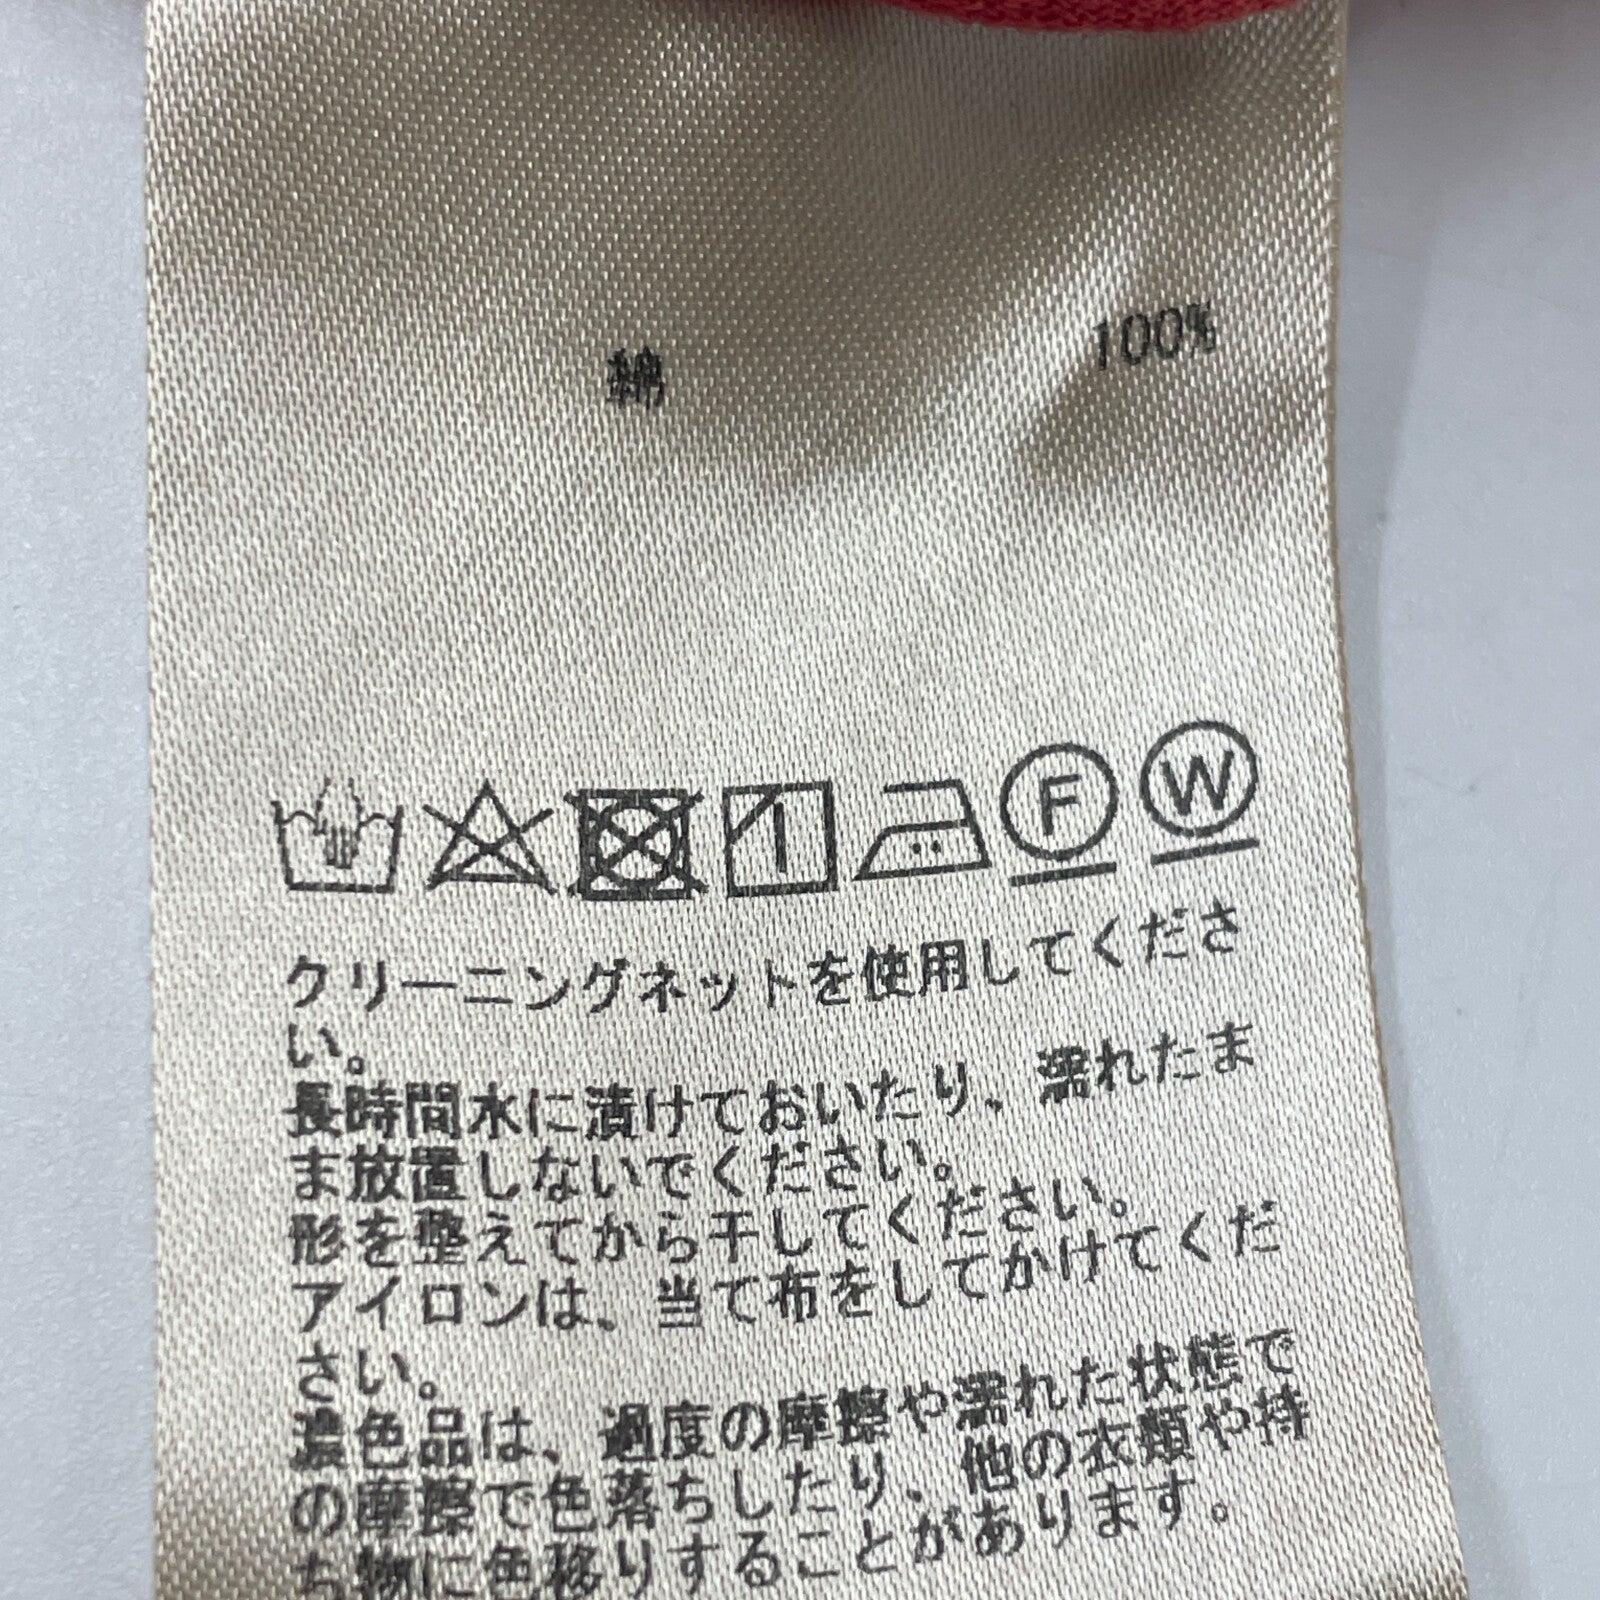 綿 100%
F W
クリーニングネットを使用してくださ
い。
長時間水に漬けておいたり、濡れたま
ま放置しないでください。
形を整えてから干してください。
アイロンは、当て布をしてかけてくだ
さい。
濃色品は、過度の摩擦や濡れた状態で
の摩擦で色落ちしたり、他の衣類や持
ち物に色移りすることがあります。